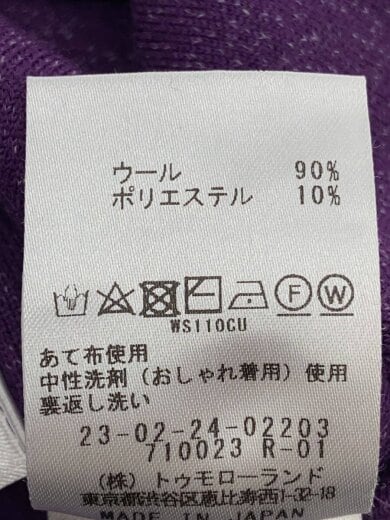 ウール 90%
ポリエステル 10%
F W
WS110CU
あて布使用
中性洗剤（おしゃれ着用）使用
裏返し洗い
23-02-24-02203
710023 R-01
（株）トゥモローランド
東京都渋谷区恵比寿西1-32-18
MADE IN JAPAN